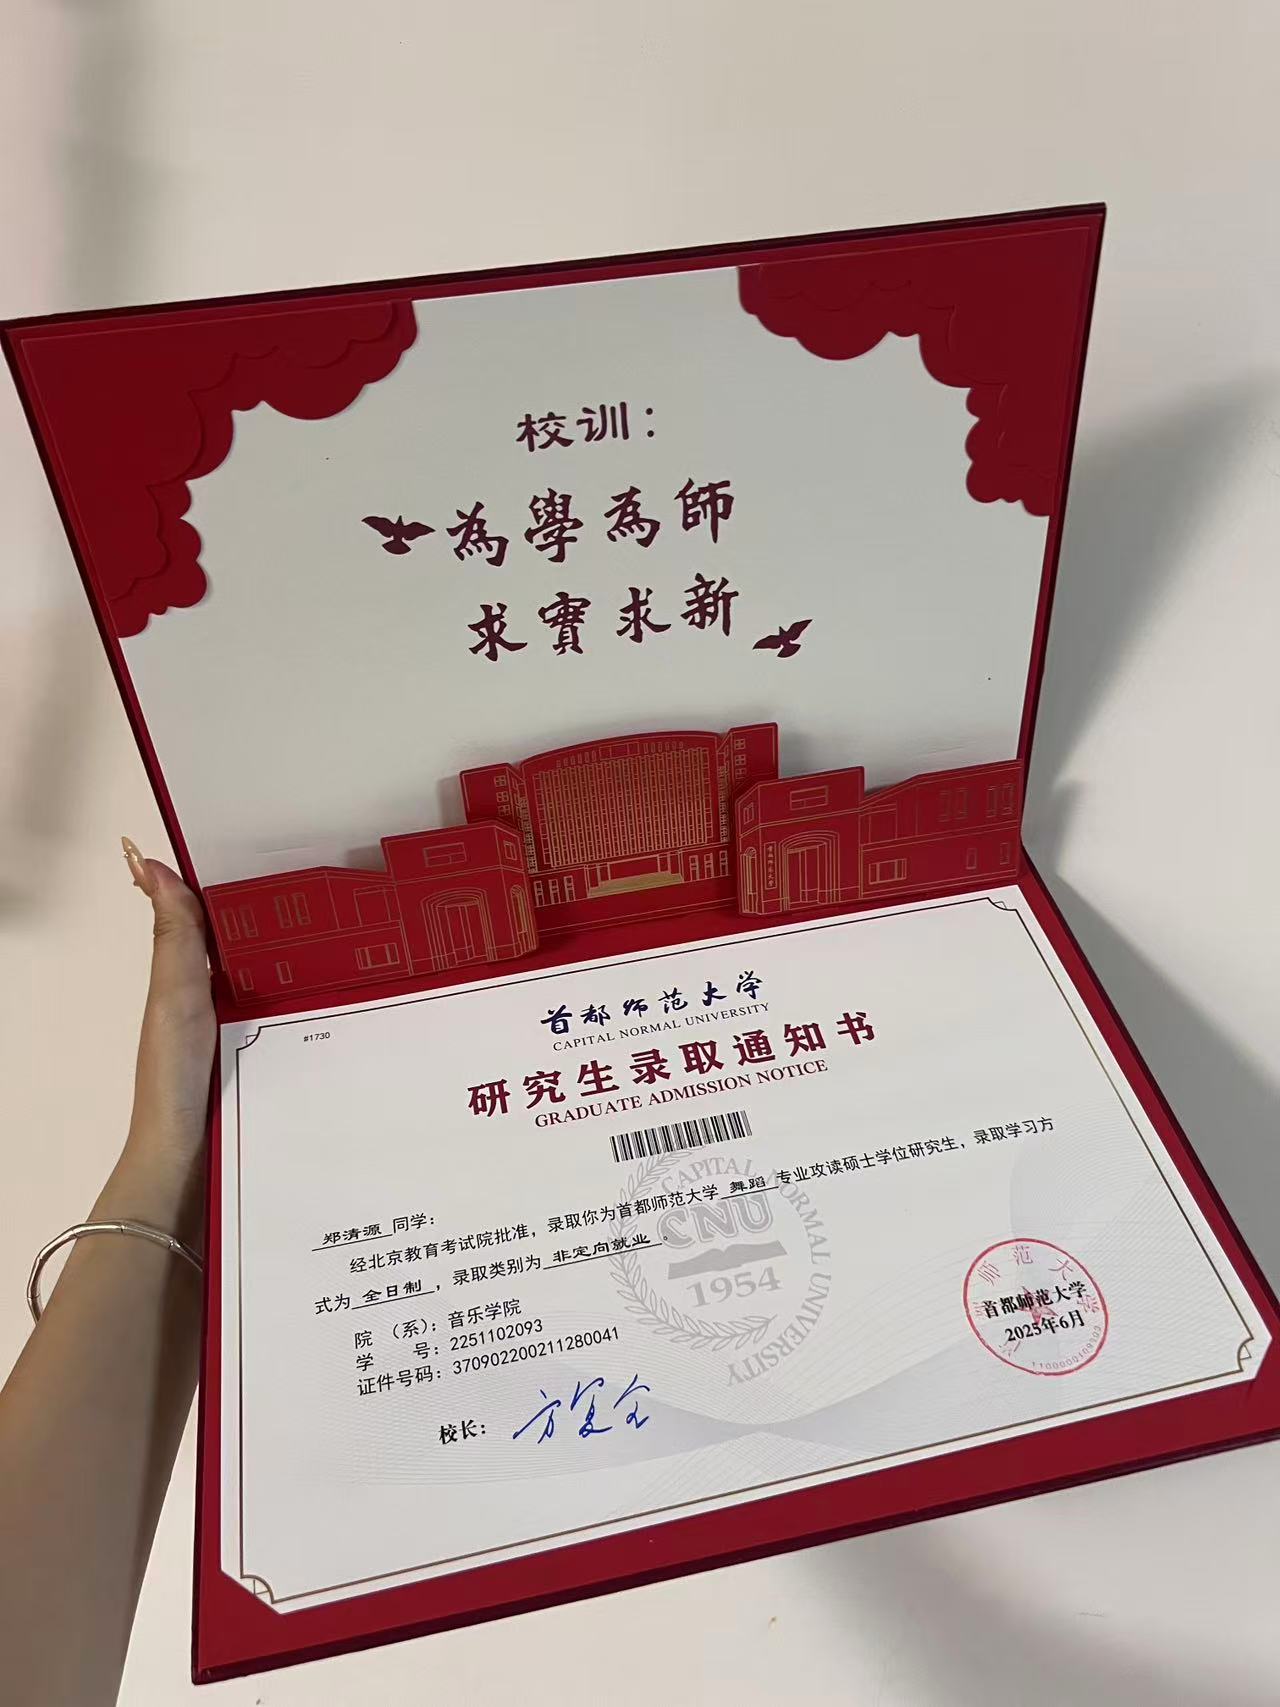 校训：
為學為師
求實求新
首都师范大学
#1730
首都师范大学
CAPITAL NORMAL UNIVERSITY
研究生录取通知书
GRADUATE ADMISSION NOTICE
郑清源 同学：
经北京教育考试院批准，录取你为首都师范大学 舞蹈 专业攻读硕士学位研究生，录取学习方
式为 全日制 ，录取类别为 非定向就业 。
院 （系）：音乐学院
学 号：2251102093
证件号码：370902200211280041
校长：
CAPITAL NORMAL UNIVERSITY
CNU
1954
首都师范大学
2025年6月